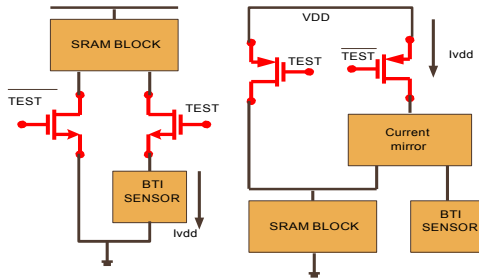 SRAM BLOCK
TEST
TEST
BTI
SENSOR
Ivdd
VDD
TEST
TEST
Ivdd
Current
mirror
SRAM BLOCK
BTI
SENSOR